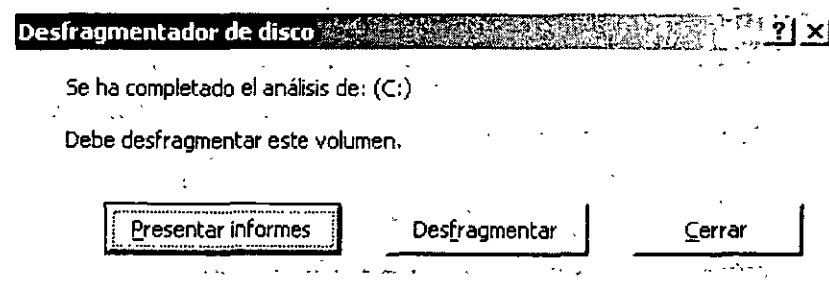 Desfragmentador de disco ? ×
Se ha completado el análisis de: (C:)
Debe desfragmentar este volumen.
Presentar informes Desfragmentar Cerrar